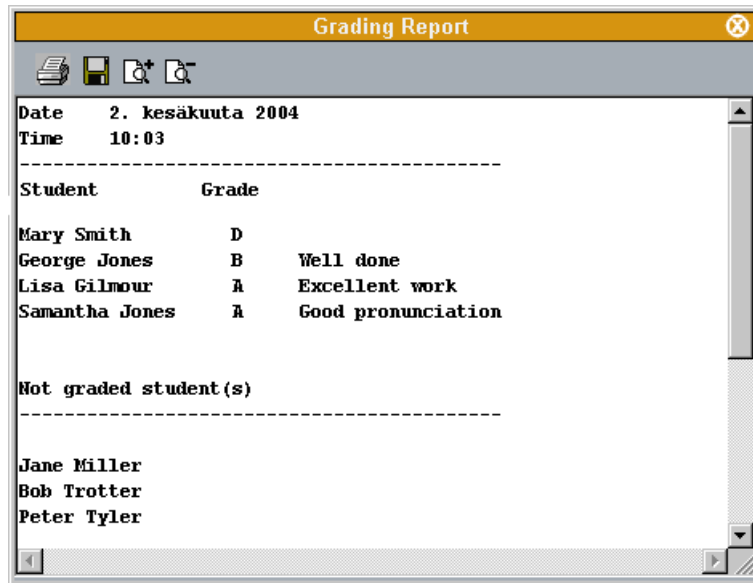 Grading Report
Date 2. kesäkuuta 2004
Time 10:03
-------------------------------------------
Student Grade
Mary Smith D
George Jones B Well done
Lisa Gilmour A Excellent work
Samantha Jones A Good pronunciation
Not graded student(s)
-------------------------------------------
Jane Miller
Bob Trotter
Peter Tyler